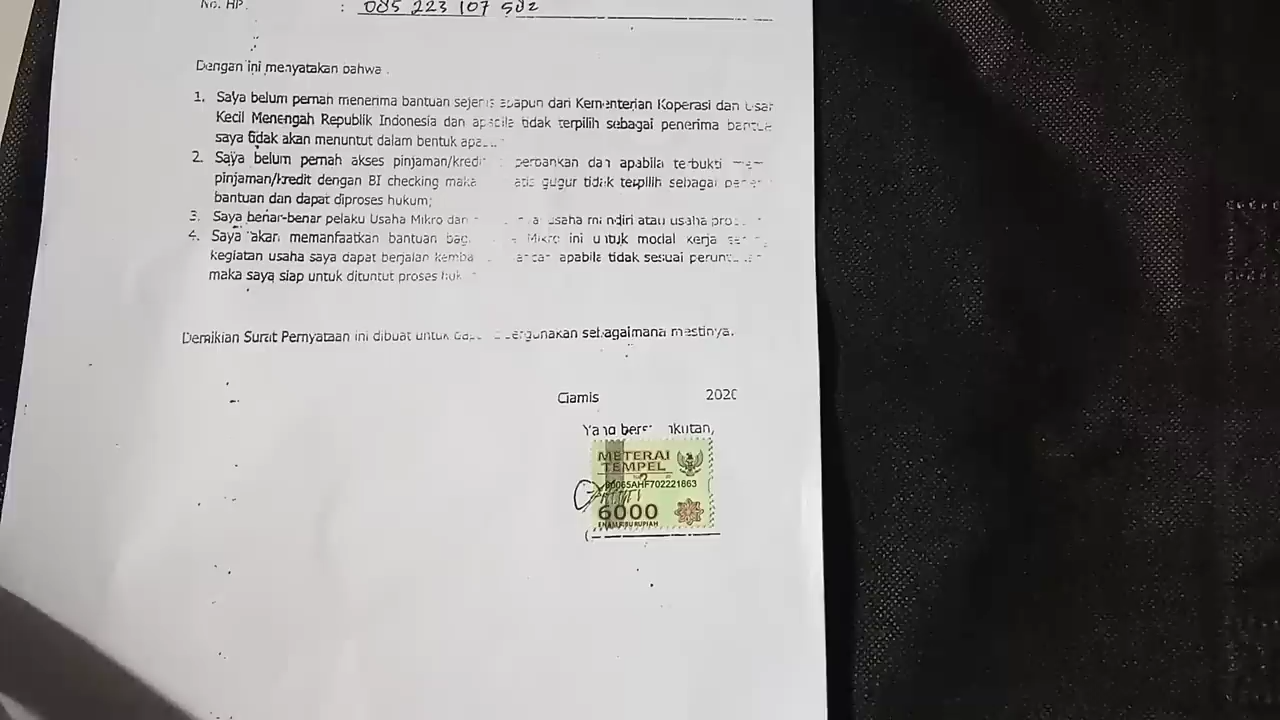 No. HP. : 085 223 107 502
Dengan ini menyatakan bahwa .
1. Saya belum pernah menerima bantuan sejenis apapun dari Kementerian Koperasi dan Usah
Kecil Menengah Republik Indonesia dan apabila tidak terpilih sebagai penerima bantua
saya tidak akan menuntut dalam bentuk apa
2. Saya belum pernah akses pinjaman/kredit perbankan dan apabila terbukti
pinjaman/kredit dengan BI checking maka gugur tidak terpilih sebagai
bantuan dan dapat diproses hukum;
3. Saya benar-benar pelaku Usaha Mikro dan usaha mandiri atau usaha
4. Saya akan memanfaatkan bantuan bagi Mikro ini untuk modal kerja
kegiatan usaha saya dapat berjalan apabila tidak sesuai
maka saya siap untuk dituntut proses
Demikian Surat Pernyataan ini dibuat untuk sebagaimana mestinya.
Ciamis 2020
Yang
METERAI
TEMPEL
AHF702221863
6000
ENAM RIBU RUPIAH